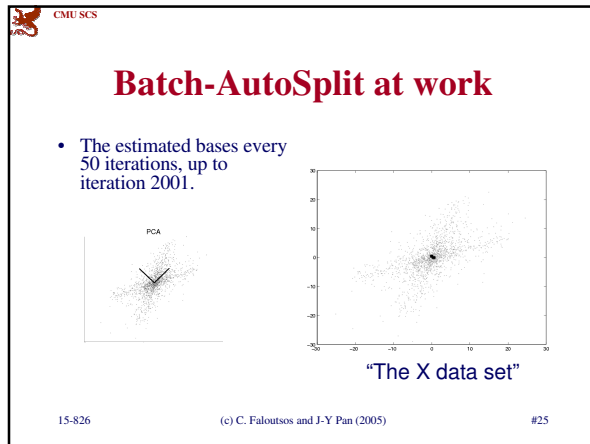 CMU SCS
Batch-AutoSplit at work
• The estimated bases every
50 iterations, up to
iteration 2001.
PCA
30
20
10
0
-10
-20
-30
-30 -20 -10 0 10 20 30
“The X data set”
15-826 (c) C. Faloutsos and J-Y Pan (2005) #25